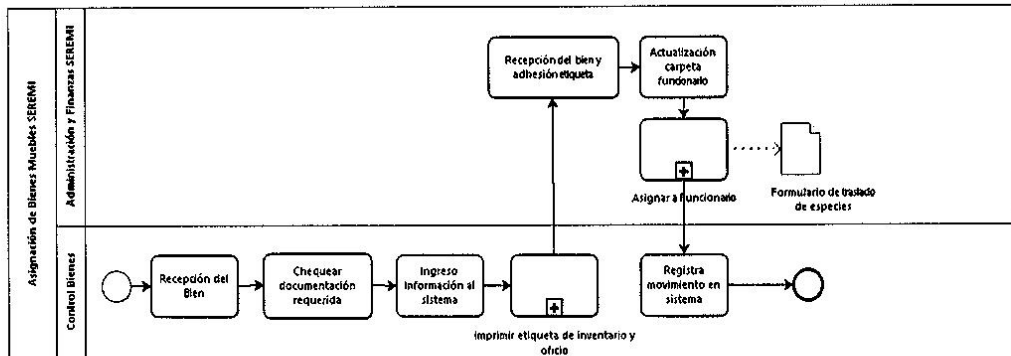 Asignación de Bienes Muebles SEREMI
Administración y Finanzas SEREMI
Recepción del bien y
adhesión etiqueta
Actualización
carpeta
funcionario
Asignar a funcionario
Formulario de traslado
de especies
Control Bienes
Recepción del
Bien
Chequear
documentación
requerida
Ingreso
información al
sistema
Imprimir etiqueta de inventario y
oficio
Registra
movimiento en
sistema